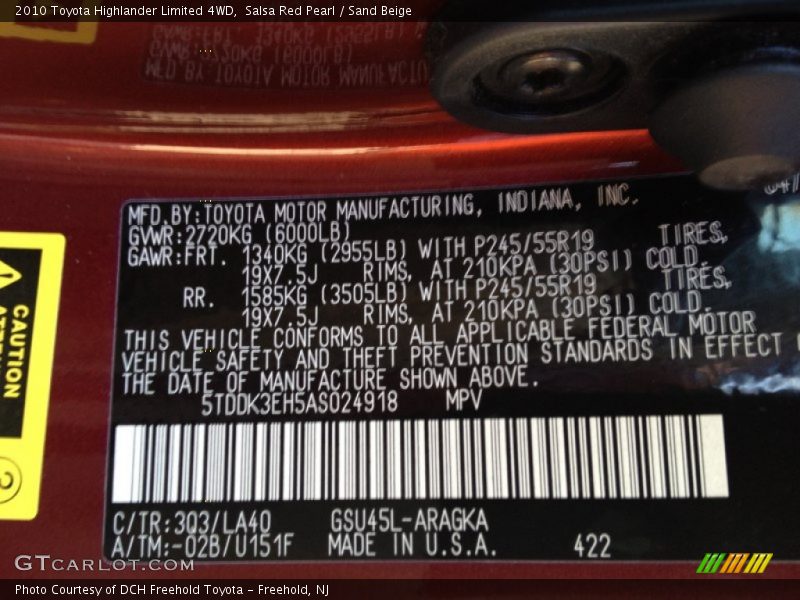 2010 Toyota Highlander Limited 4WD, Salsa Red Pearl / Sand Beige
MFD.BY:TOYOTA MOTOR MANUFACTURING, INDIANA, INC.
GVWR:2720KG (6000LB)
GAWR:FRT. 1340KG (2955LB) WITH P245/55R19 TIRES,
19X7.5J RIMS, AT 210KPA (30PSI) COLD.
RR. 1585KG (3505LB) WITH P245/55R19 TIRES,
19X7.5J RIMS, AT 210KPA (30PSI) COLD.
THIS VEHICLE CONFORMS TO ALL APPLICABLE FEDERAL MOTOR
VEHICLE SAFETY AND THEFT PREVENTION STANDARDS IN EFFECT
THE DATE OF MANUFACTURE SHOWN ABOVE.
5TDDK3EH5AS024918 MPV
C/TR:3Q3/LA40 GSU45L-ARAGKA
A/TM:-02B/U151F MADE IN U.S.A. 422
CAUTION
2
GTCARLOT.COM
Photo Courtesy of DCH Freehold Toyota - Freehold, NJ